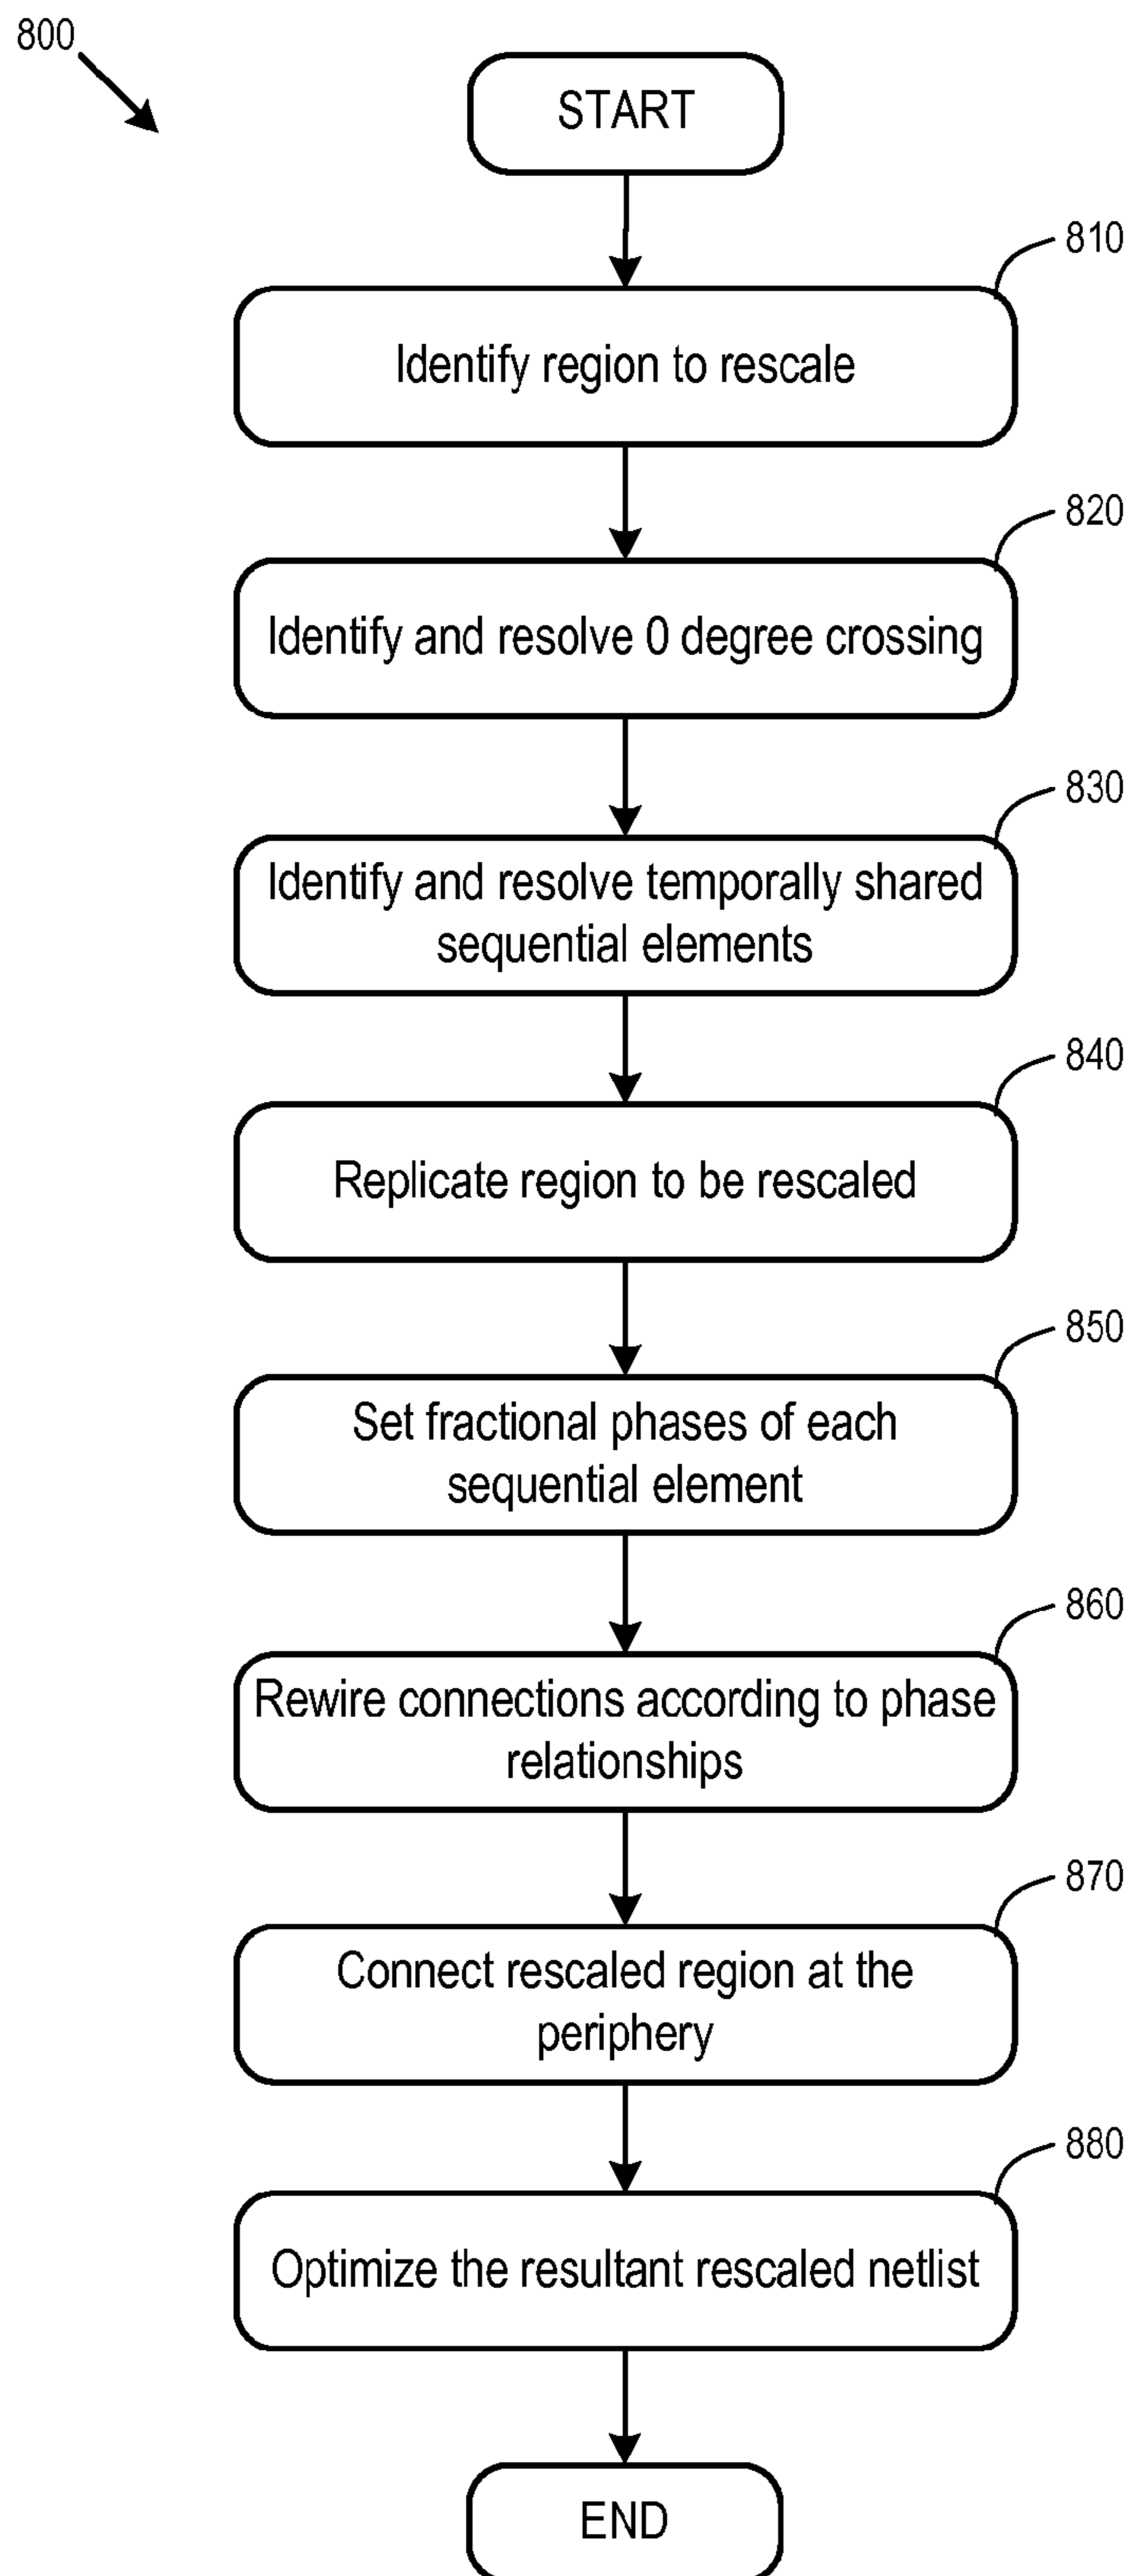 800
START
810
Identify region to rescale
820
Identify and resolve 0 degree crossing
830
Identify and resolve temporally shared
sequential elements
840
Replicate region to be rescaled
850
Set fractional phases of each
sequential element
860
Rewire connections according to phase
relationships
870
Connect rescaled region at the
periphery
880
Optimize the resultant rescaled netlist
END